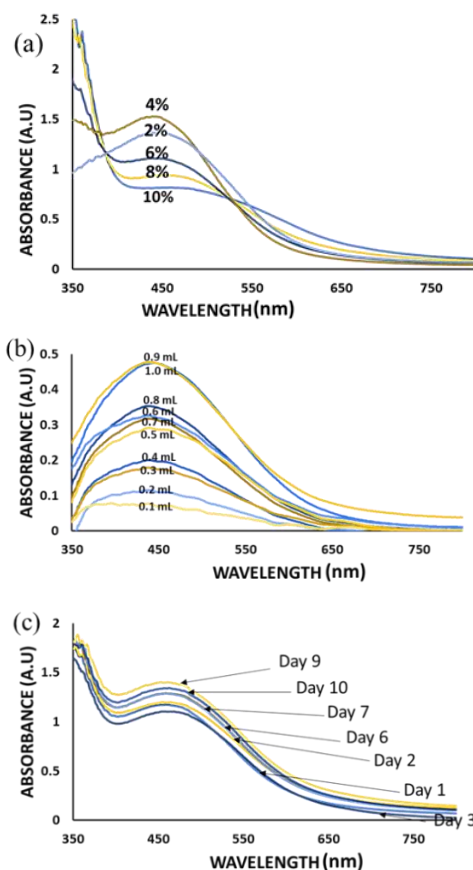 (a)
2.5
2
1.5
1
0.5
0
ABSORBANCE (A.U)
4%
2%
6%
8%
10%
350 450 550 650 750
WAVELENGTH(nm)
(b)
0.5
0.4
0.3
0.2
0.1
0
ABSORBANCE (A.U)
0.9 mL
1.0 mL
0.8 mL
0.6 mL
0.7 mL
0.5 mL
0.4 mL
0.3 mL
0.2 mL
0.1 mL
350 450 550 650 750
WAVELENGTH(nm)
(c)
2
1.5
1
0.5
0
ABSORBANCE (A.U)
Day 9
Day 10
Day 7
Day 6
Day 2
Day 1
Day 3
350 450 550 650 750
WAVELENGTH (nm)